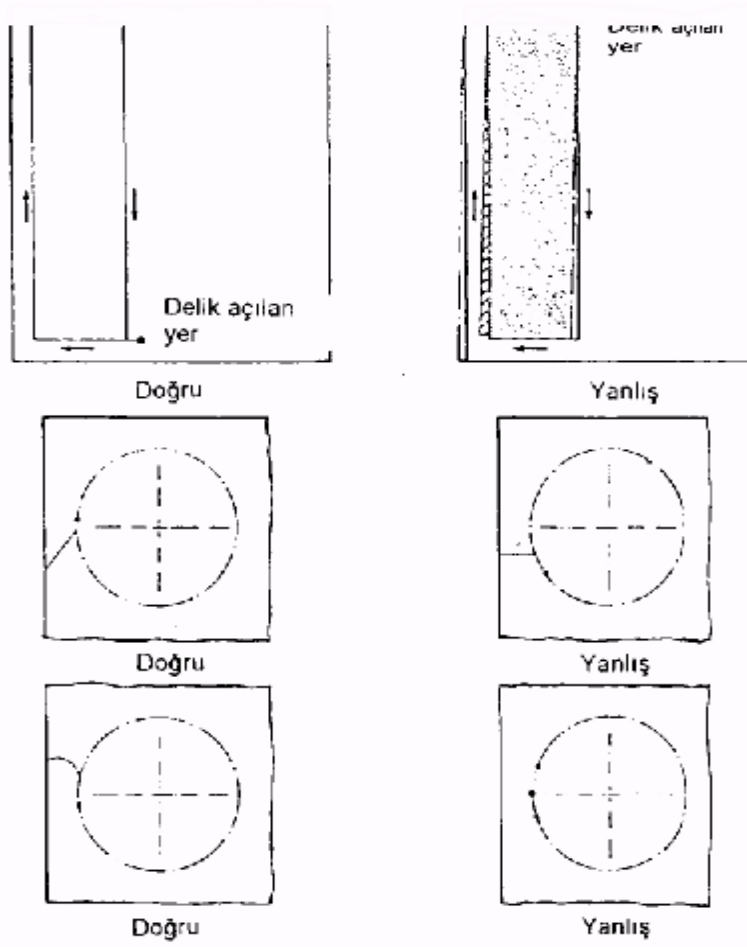 Delik açılan
yer
Delik açılan
yer
Doğru
Yanlış
Doğru
Yanlış
Doğru
Yanlış